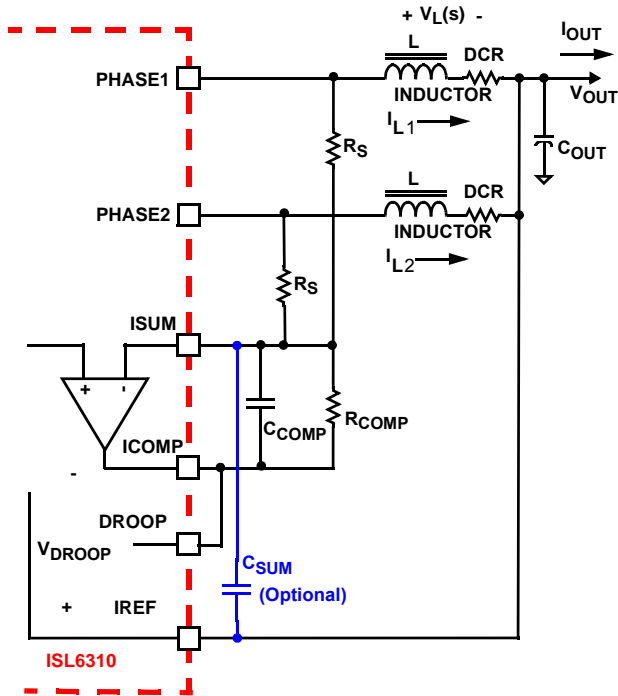 + VL(s) -
IOUT
L
DCR
PHASE1
INDUCTOR
VOUT
IL1
COUT
RS
L
DCR
PHASE2
INDUCTOR
IL2
RS
ISUM
+ -
CCOMP
RCOMP
ICOMP
-
DROOP
VDROOP
CSUM
(Optional)
+
IREF
ISL6310